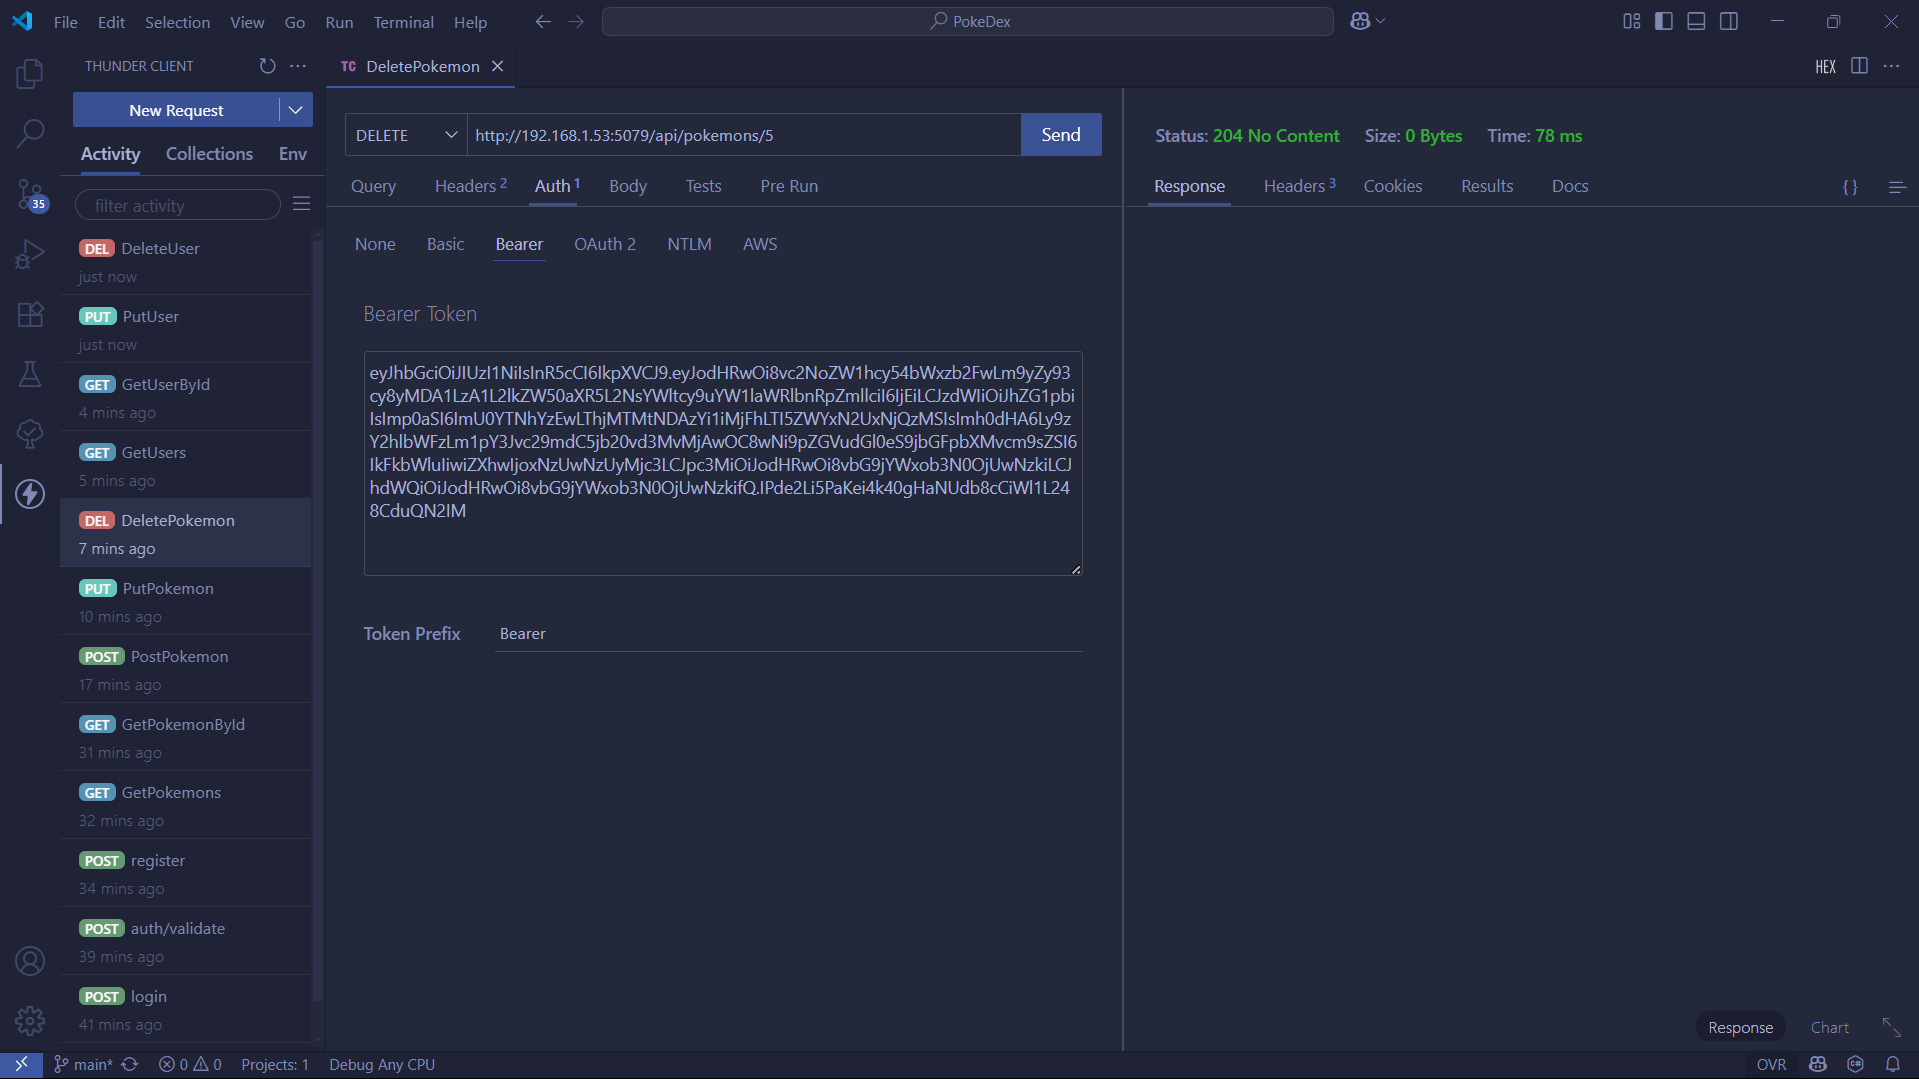 File Edit Selection View Go Run Terminal Help
PokeDex
THUNDER CLIENT
New Request
Activity Collections Env
filter activity
35
DEL DeleteUser
just now
PUT PutUser
just now
GET GetUserById
4 mins ago
GET GetUsers
5 mins ago
DEL DeletePokemon
7 mins ago
PUT PutPokemon
10 mins ago
POST PostPokemon
17 mins ago
GET GetPokemonById
31 mins ago
GET GetPokemons
32 mins ago
POST register
34 mins ago
POST auth/validate
39 mins ago
POST login
41 mins ago
TC DeletePokemon
HEX
DELETE http://192.168.1.53:5079/api/pokemons/5 Send
Query Headers 2 Auth 1 Body Tests Pre Run
None Basic Bearer OAuth 2 NTLM AWS
Bearer Token
Token Prefix Bearer
Status: 204 No Content Size: 0 Bytes Time: 78 ms
Response Headers 3 Cookies Results Docs
{ }
Response Chart
main* 0 0 Projects: 1 Debug Any CPU
OVR